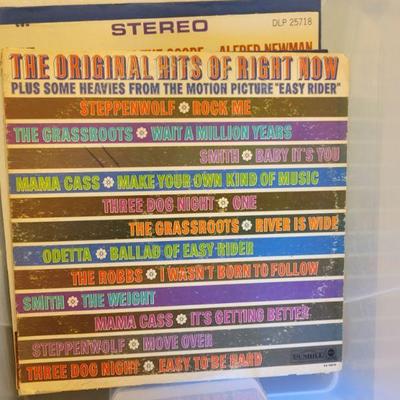 STEREO
DLP 25718
THE SCORE ALFRED NEWMAN
THE ORIGINAL HITS OF RIGHT NOW
PLUS SOME HEAVIES FROM THE MOTION PICTURE "EASY RIDER"
STEPPENWOLF ROCK ME
THE GRASSROOTS WAIT A MILLION YEARS
SMITH BABY IT'S YOU
MAMA CASS MAKE YOUR OWN KIND OF MUSIC
THREE DOG NIGHT ONE
THE GRASSROOTS RIVER IS WIDE
ODETTA BALLAD OF EASY RIDER
THE ROBBS I WASN'T BORN TO FOLLOW
SMITH THE WEIGHT
MAMA CASS IT'S GETTING BETTER
STEPPENWOLF MOVE OVER
THREE DOG NIGHT EASY TO BE HARD
DUNHILL